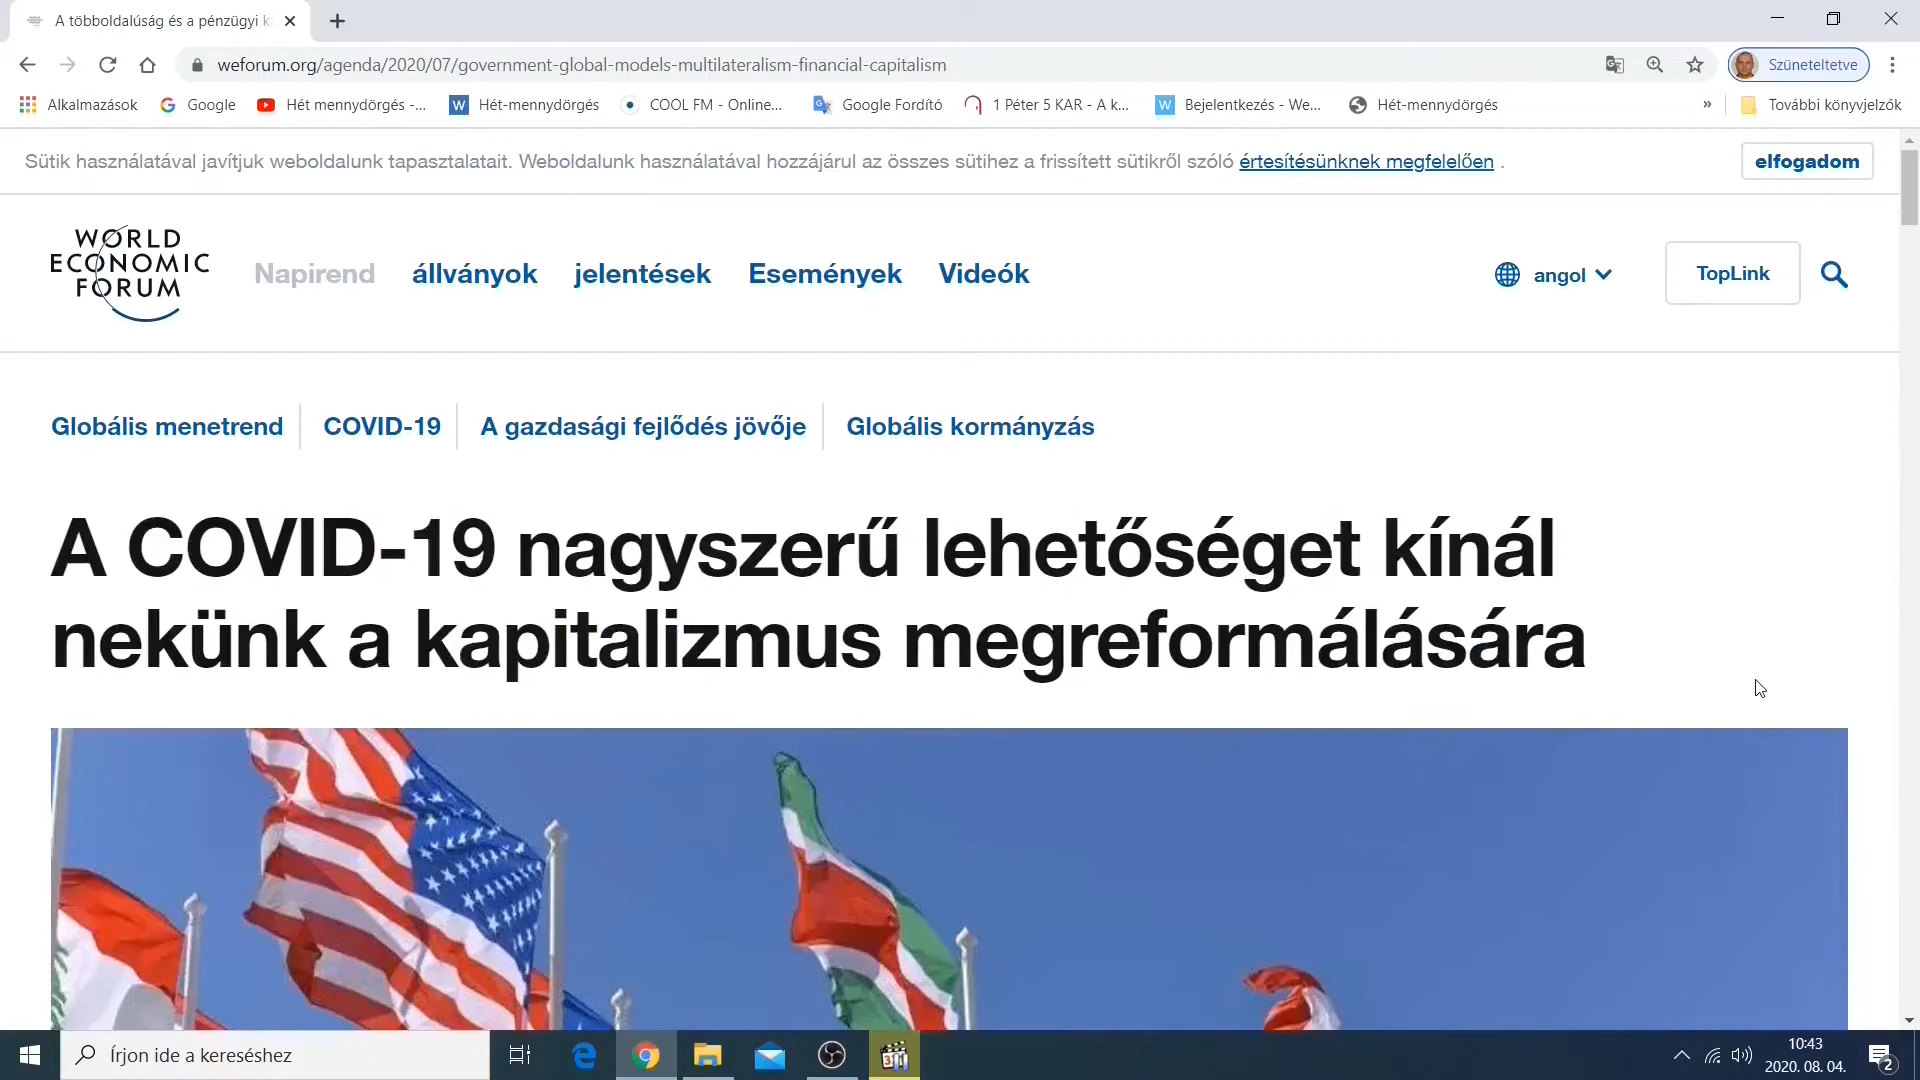 A többoldalúság és a pénzügyi k
weforum.org/agenda/2020/07/government-global-models-multilateralism-financial-capitalism
Szüneteltetve
Alkalmazások Google Hét mennydörgés -... Hét-mennydörgés COOL FM - Online... Google Fordító 1 Péter 5 KAR - A k... Bejelentkezés - We... Hét-mennydörgés » További könyvjelzők
Sütik használatával javítjuk weboldalunk tapasztalatait. Weboldalunk használatával hozzájárul az összes sütihez a frissített sütikről szóló értesítésünknek megfelelően . elfogadom
WORLD
ECONOMIC
FORUM
Napirend állványok jelentések Események Videók angol TopLink
Globális menetrend COVID-19 A gazdasági fejlődés jövője Globális kormányzás
A COVID-19 nagyszerű lehetőséget kínál
nekünk a kapitalizmus megreformálására
Írjon ide a kereséshez
10:43
2020. 08. 04.
2